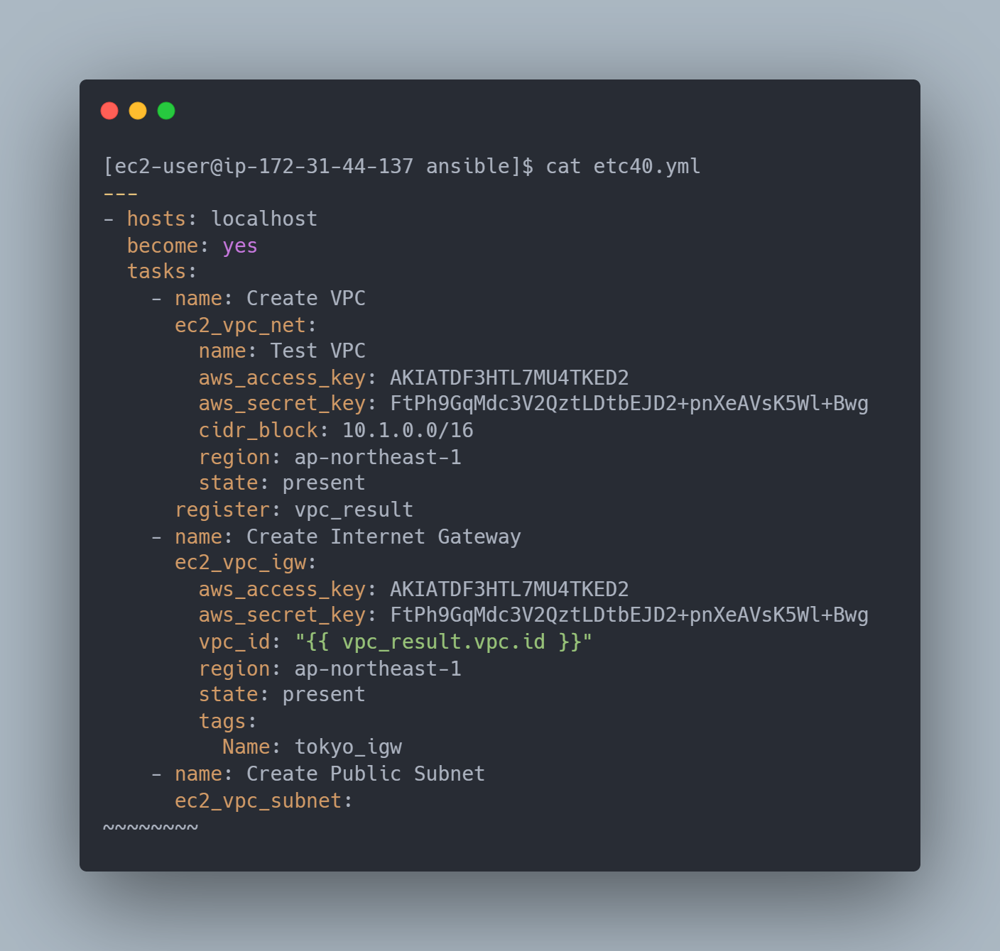 [ec2-user@ip-172-31-44-137 ansible]$ cat etc40.yml
---
- hosts: localhost
  become: yes
  tasks:
    - name: Create VPC
      ec2_vpc_net:
        name: Test VPC
        aws_access_key: AKIATDF3HTL7MU4TKED2
        aws_secret_key: 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
        cidr_block: 10.1.0.0/16
        region: ap-northeast-1
        state: present
      register: vpc_result
    - name: Create Internet Gateway
      ec2_vpc_igw:
        aws_access_key: AKIATDF3HTL7MU4TKED2
        aws_secret_key: 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
        vpc_id: "{{ vpc_result.vpc.id }}"
        region: ap-northeast-1
        state: present
        tags:
          Name: tokyo_igw
    - name: Create Public Subnet
      ec2_vpc_subnet:
~~~~~~~~